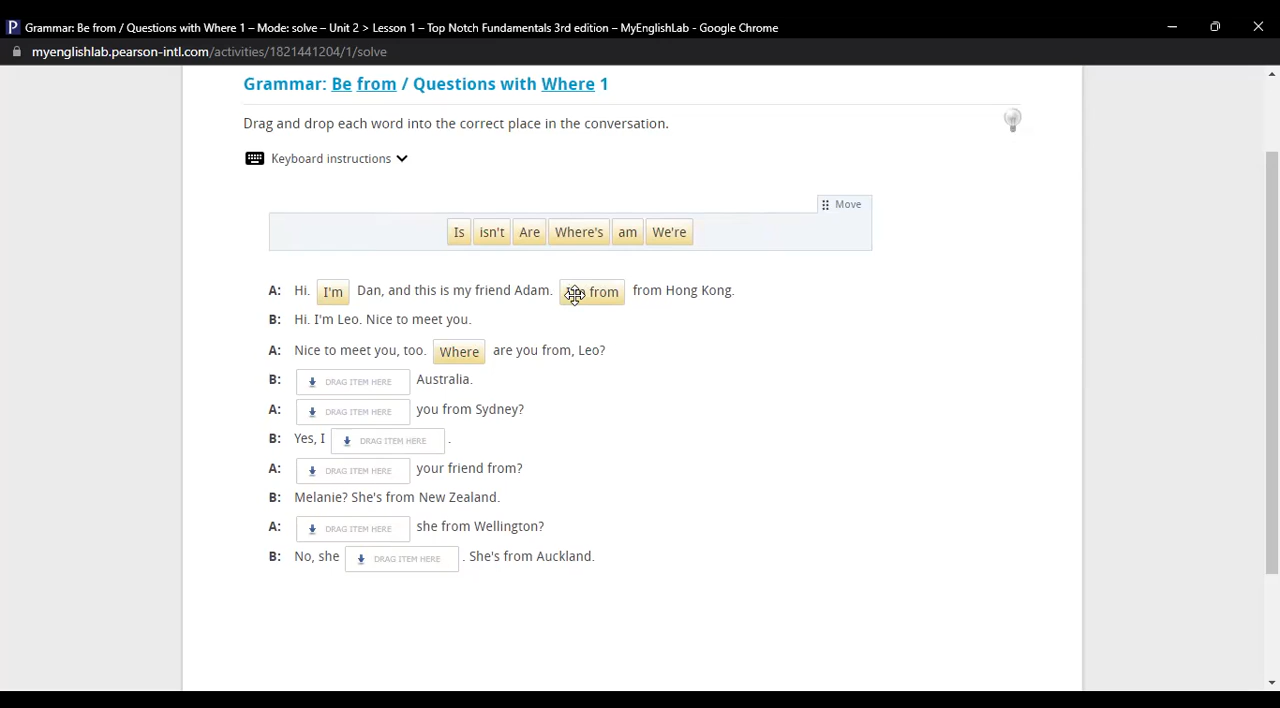 Grammar: Be from / Questions with Where 1 – Mode: solve – Unit 2 > Lesson 1 – Top Notch Fundamentals 3rd edition – MyEnglishLab - Google Chrome
myenglishlab.pearson-intl.com/activities/1821441204/1/solve
Grammar: Be from / Questions with Where 1
Drag and drop each word into the correct place in the conversation.
Keyboard instructions
Move
Is isn't Are Where's am We're
A: Hi. I'm Dan, and this is my friend Adam. from from Hong Kong.
B: Hi. I'm Leo. Nice to meet you.
A: Nice to meet you, too. Where are you from, Leo?
B: DRAG ITEM HERE Australia.
A: DRAG ITEM HERE you from Sydney?
B: Yes, I DRAG ITEM HERE .
A: DRAG ITEM HERE your friend from?
B: Melanie? She's from New Zealand.
A: DRAG ITEM HERE she from Wellington?
B: No, she DRAG ITEM HERE . She's from Auckland.